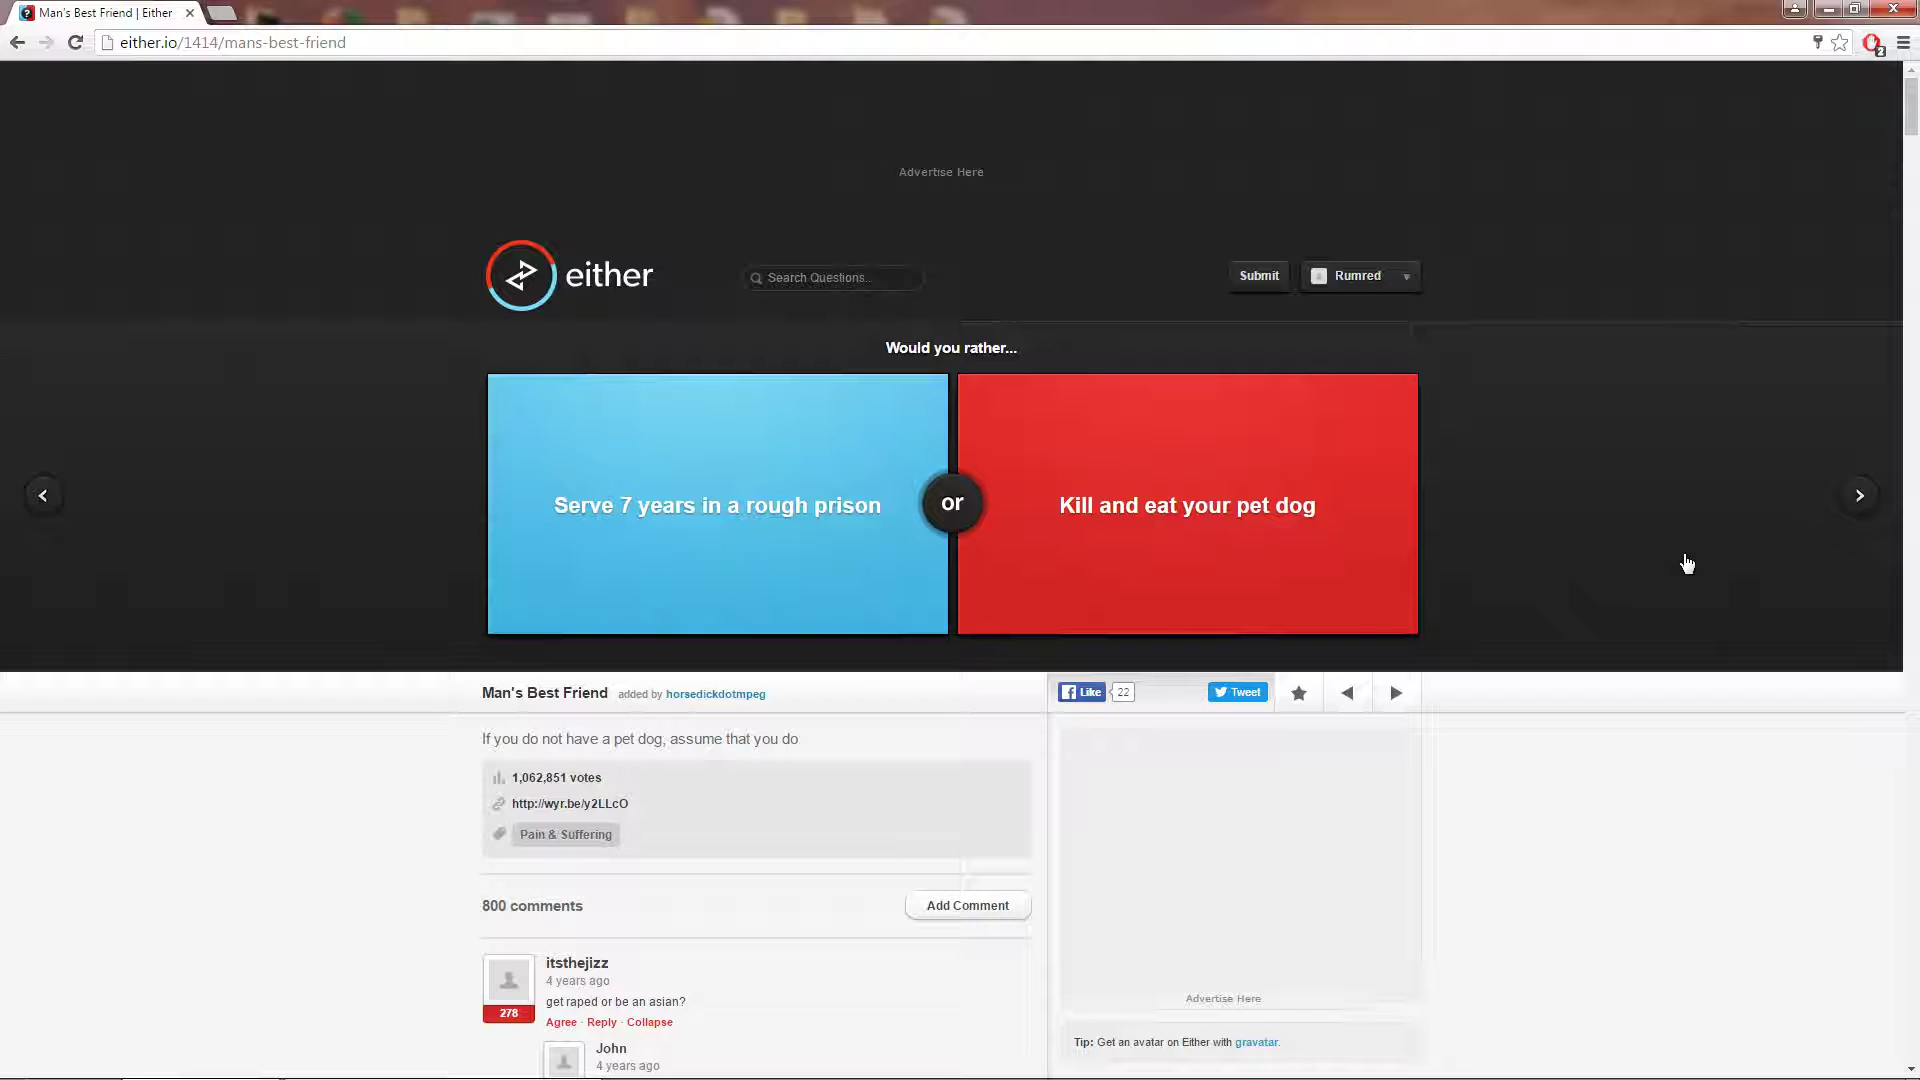 Man's Best Friend | Either
either.io/1414/mans-best-friend
2
Advertise Here
either
Search Questions..
Submit
Rumred
Would you rather...
Serve 7 years in a rough prison
or
Kill and eat your pet dog
Man's Best Friend added by horsedickdotmpeg
Like 22
Tweet
If you do not have a pet dog, assume that you do
1,062,851 votes
http://wyr.be/y2LLcO
Pain & Suffering
800 comments
Add Comment
itsthejizz
4 years ago
get raped or be an asian?
278
Agree · Reply · Collapse
John
4 years ago
Advertise Here
Tip: Get an avatar on Either with gravatar.